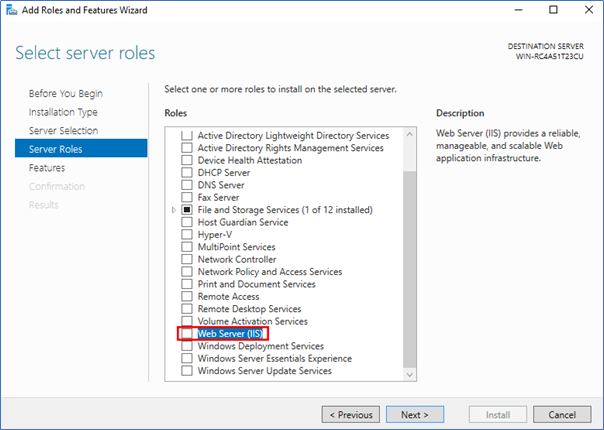 Add Roles and Features Wizard
Select server roles
DESTINATION SERVER
WIN-RC4A51T23CU
Before You Begin
Installation Type
Server Selection
Server Roles
Features
Confirmation
Results
Select one or more roles to install on the selected server.
Roles
Active Directory Lightweight Directory Services
Active Directory Rights Management Services
Device Health Attestation
DHCP Server
DNS Server
Fax Server
File and Storage Services (1 of 12 installed)
Host Guardian Service
Hyper-V
MultiPoint Services
Network Controller
Network Policy and Access Services
Print and Document Services
Remote Access
Remote Desktop Services
Volume Activation Services
Web Server (IIS)
Windows Deployment Services
Windows Server Essentials Experience
Windows Server Update Services
Description
Web Server (IIS) provides a reliable,
manageable, and scalable Web
application infrastructure.
< Previous
Next >
Install
Cancel